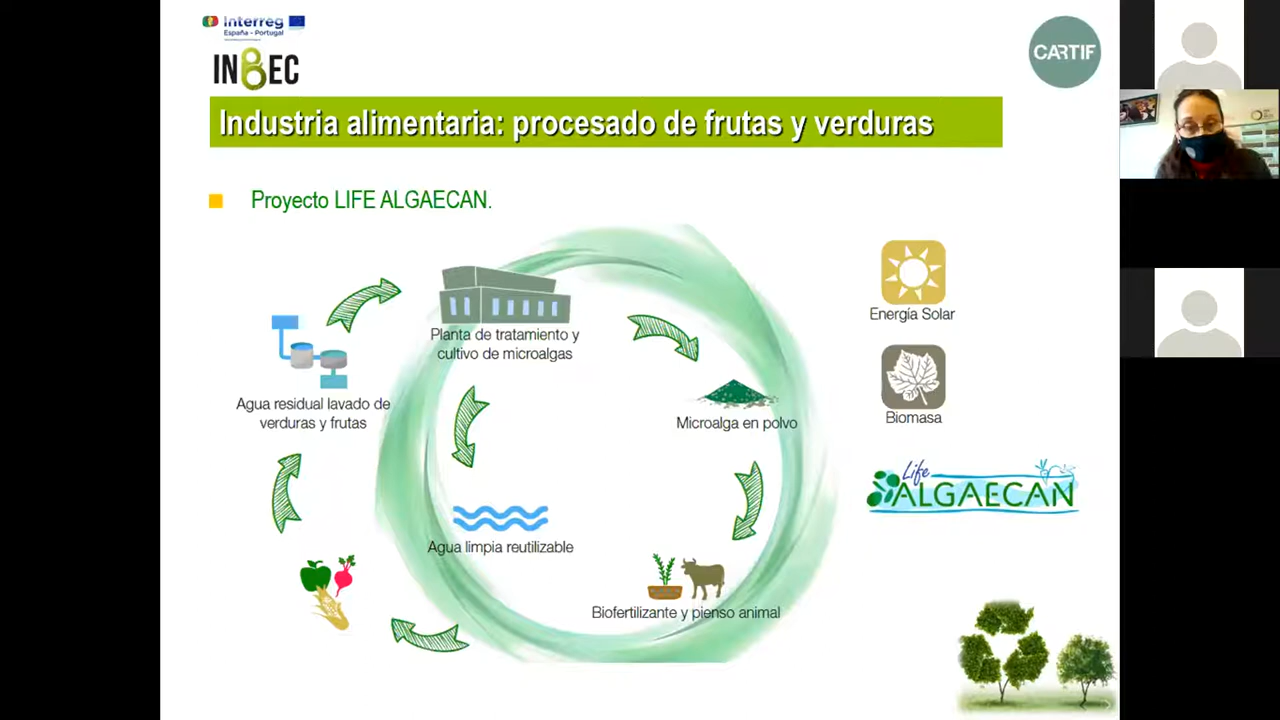 Interreg
España - Portugal
INBEC
CARTIF
Industria alimentaria: procesado de frutas y verduras
Proyecto LIFE ALGAECAN.
Planta de tratamiento y
cultivo de microalgas
Energía Solar
Agua residual lavado de
verduras y frutas
Microalga en polvo
Biomasa
Life
ALGAECAN
Agua limpia reutilizable
Biofertilizante y pienso animal